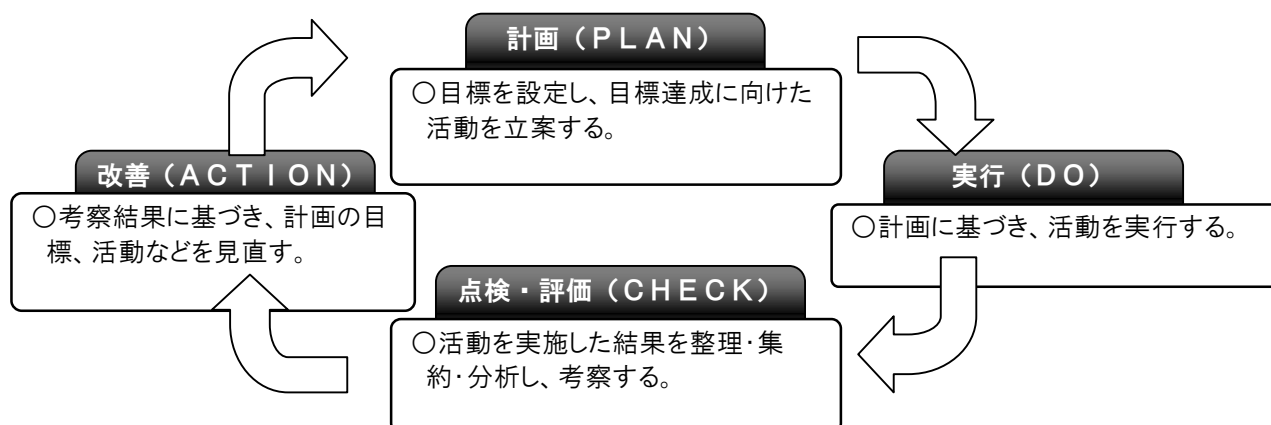 計画（ＰＬＡＮ）
○目標を設定し、目標達成に向けた
活動を立案する。
実行（ＤＯ）
○計画に基づき、活動を実行する。
点検・評価（ＣＨＥＣＫ）
○活動を実施した結果を整理・集
約・分析し、考察する。
改善（ＡＣＴＩＯＮ）
○考察結果に基づき、計画の目
標、活動などを見直す。